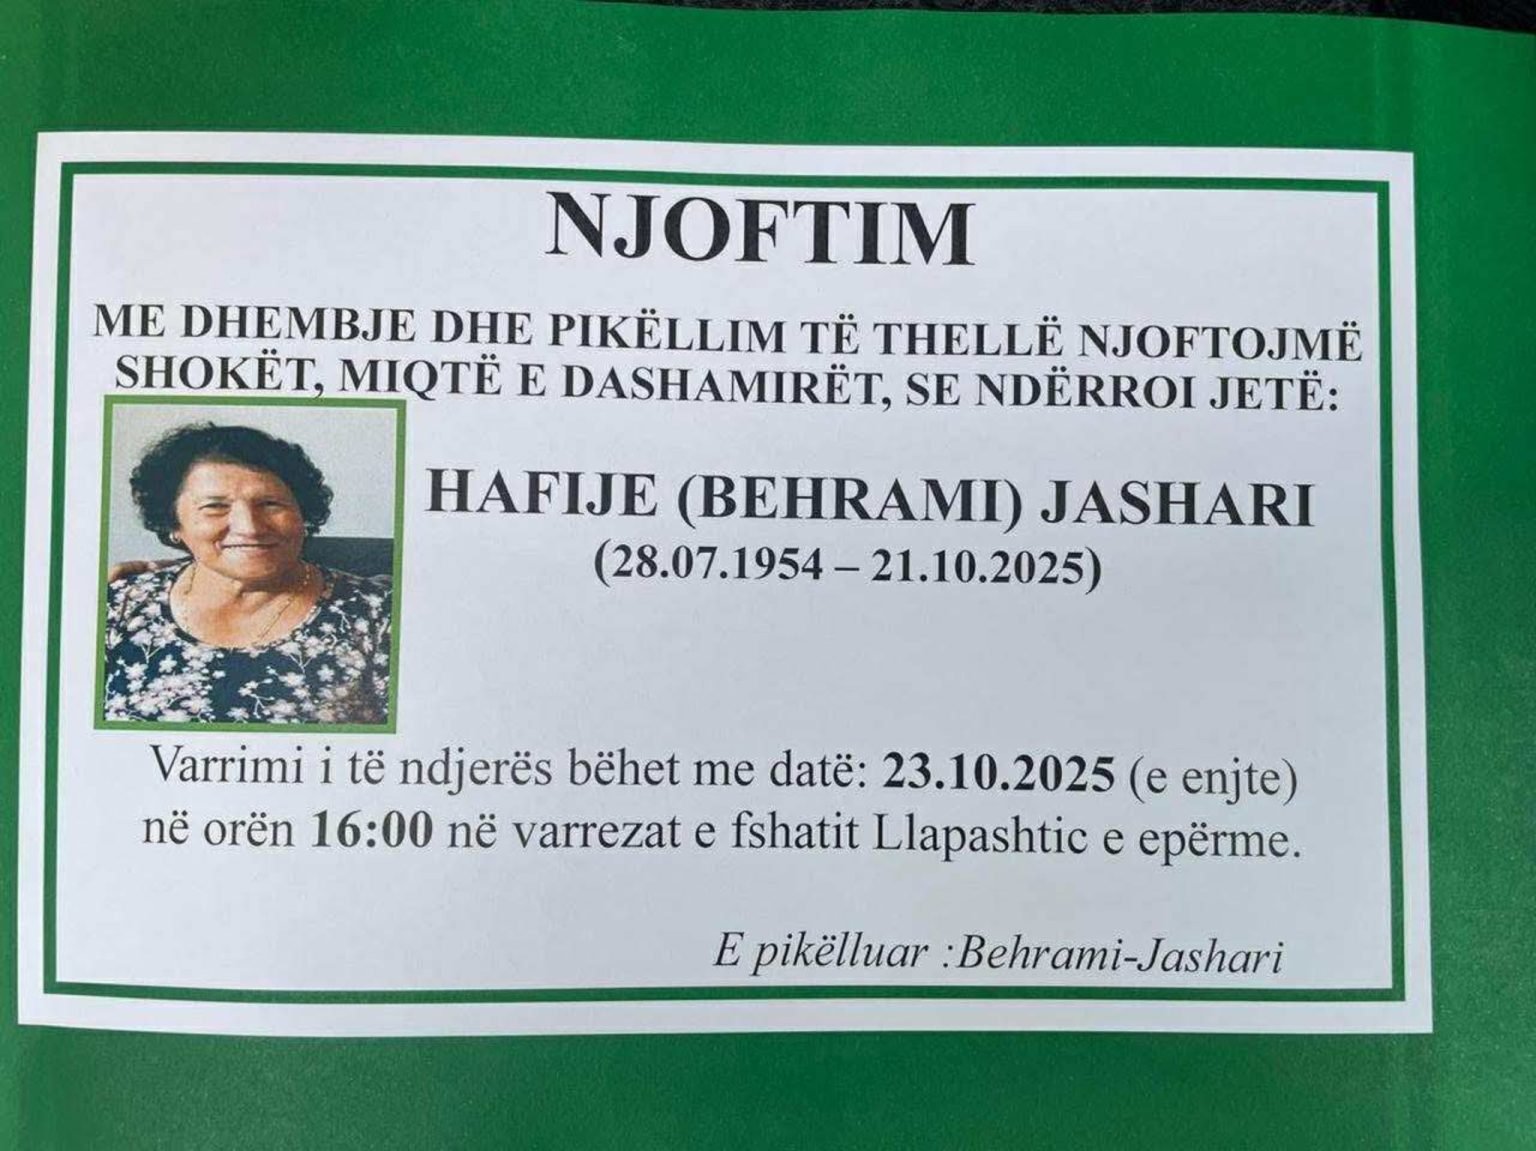 NJOFTIM
ME DHEMBJE DHE PIKËLLIM TË THELLË NJOFTOJMË
SHOKËT, MIQTË E DASHAMIRËT, SE NDËRROI JETË:
HAFIJE (BEHRAMI) JASHARI
(28.07.1954 – 21.10.2025)
Varrimi i të ndjerës bëhet me datë: 23.10.2025 (e enjte)
në orën 16:00 në varrezat e fshatit Llapashtic e epërme.
E pikëlluar :Behrami-Jashari